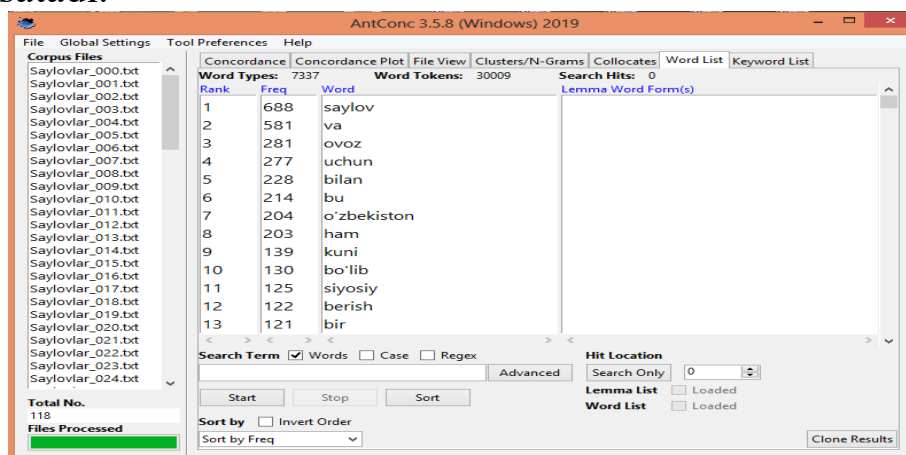 AntConc 3.5.8 (Windows) 2019
File Global Settings Tool Preferences Help
Corpus Files
Saylovlar_000.txt
Saylovlar_001.txt
Saylovlar_002.txt
Saylovlar_003.txt
Saylovlar_004.txt
Saylovlar_005.txt
Saylovlar_006.txt
Saylovlar_007.txt
Saylovlar_008.txt
Saylovlar_009.txt
Saylovlar_010.txt
Saylovlar_011.txt
Saylovlar_012.txt
Saylovlar_013.txt
Saylovlar_014.txt
Saylovlar_015.txt
Saylovlar_016.txt
Saylovlar_017.txt
Saylovlar_018.txt
Saylovlar_019.txt
Saylovlar_020.txt
Saylovlar_021.txt
Saylovlar_022.txt
Saylovlar_023.txt
Saylovlar_024.txt
Total No.
118
Files Processed
Concordance Concordance Plot File View Clusters/N-Grams Collocates Word List Keyword List
Word Types: 7337 Word Tokens: 30009 Search Hits: 0
Rank Freq Word Lemma Word Form(s)
1 688 saylov
2 581 va
3 281 ovoz
4 277 uchun
5 228 bilan
6 214 bu
7 204 o'zbekiston
8 203 ham
9 139 kuni
10 130 bo'lib
11 125 siyosiy
12 122 berish
13 121 bir
Search Term Words Case Regex Hit Location
Advanced Search Only 0
Start Stop Sort Lemma List Loaded
Word List Loaded
Sort by Invert Order
Sort by Freq Clone Results